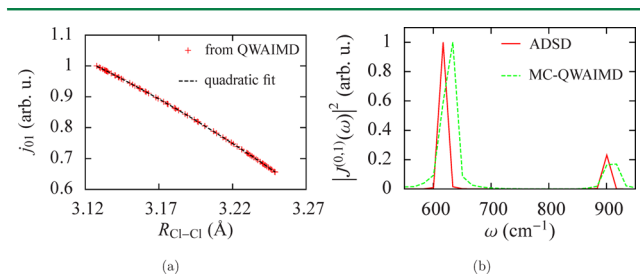 (a)
(b)
j01 (arb. u.)
1.1
1
0.9
0.8
0.7
0.6
from QWAIMD
quadratic fit
3.12 3.17 3.22 3.27
RCl–Cl (Å)
|J(0,1)(ω)|2 (arb. u.)
1
0.8
0.6
0.4
0.2
0
ADSD
MC-QWAIMD
600 700 800 900
ω (cm−1)
(a)
(b)